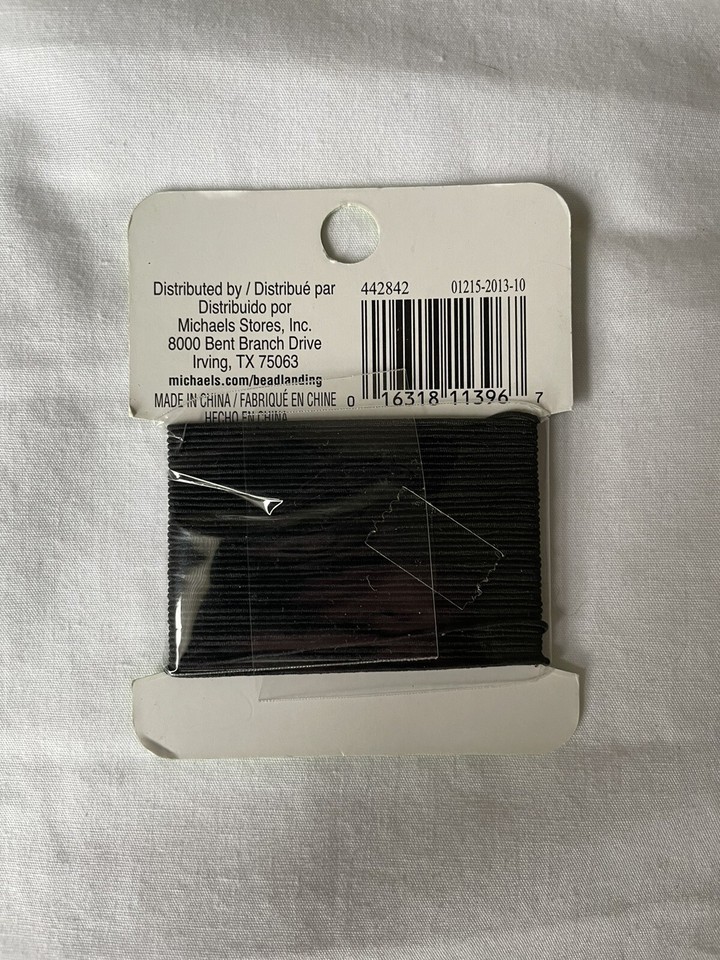 Distributed by / Distribué par
Distribuido por
Michaels Stores, Inc.
8000 Bent Branch Drive
Irving, TX 75063
michaels.com/beadlanding
MADE IN CHINA / FABRIQUÉ EN CHINE
HECHO EN CHINA
442842 01215-2013-10
0 16318 11396 7